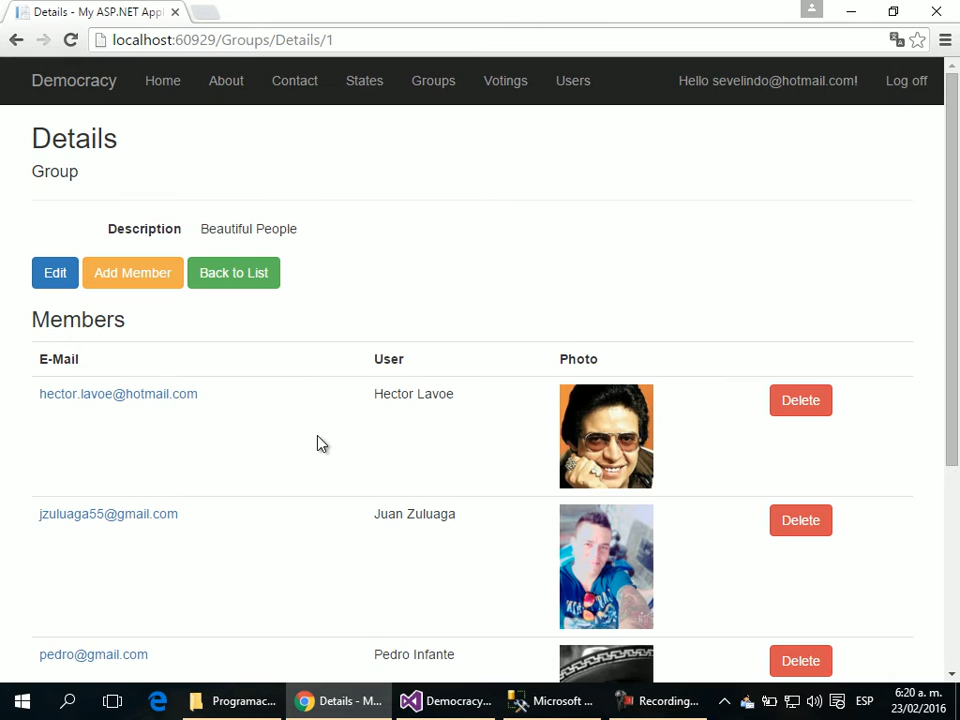 Details - My ASP.NET Appl
localhost:60929/Groups/Details/1
Democracy Home About Contact States Groups Votings Users Hello sevelindo@hotmail.com! Log off
Details
Group
Description Beautiful People
Edit Add Member Back to List
Members
E-Mail User Photo
hector.lavoe@hotmail.com Hector Lavoe Delete
jzuluaga55@gmail.com Juan Zuluaga Delete
pedro@gmail.com Pedro Infante Delete
Programac... Details - M... Democracy... Microsoft ... Recording... ESP 6:20 a. m.
23/02/2016